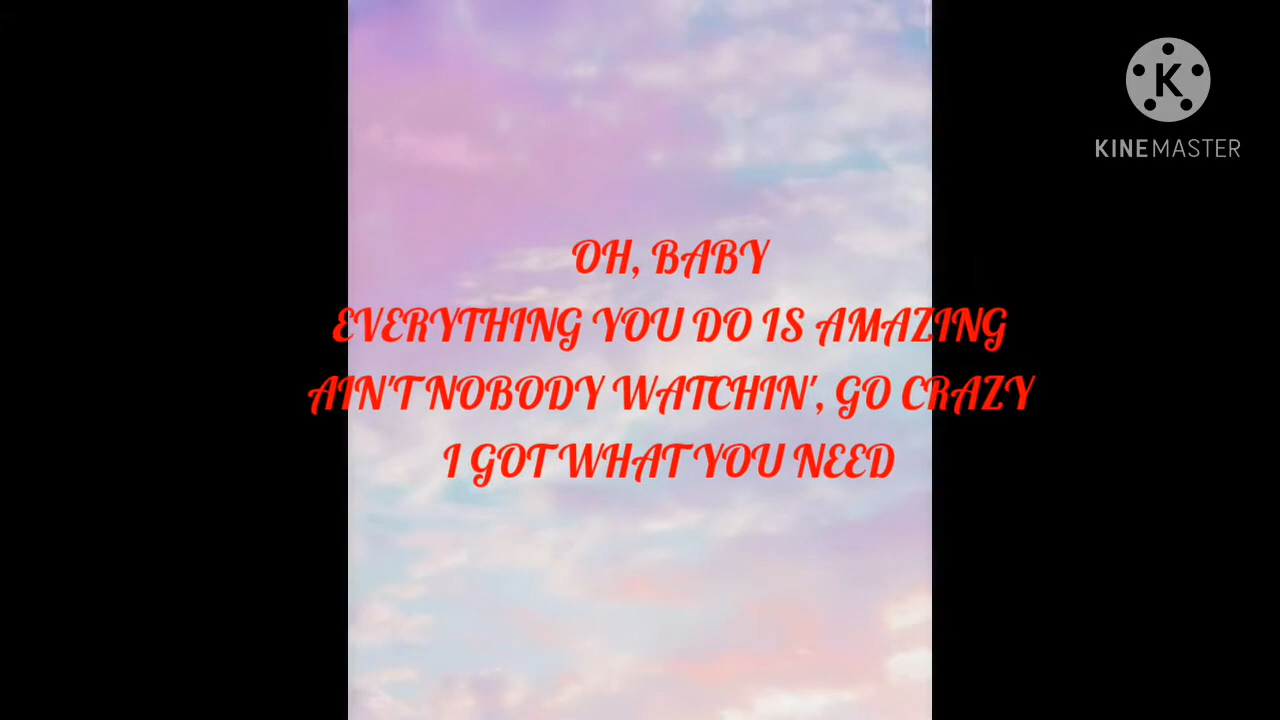 K
KINEMASTER
OH, BABY
EVERYTHING YOU DO IS AMAZING
AIN'T NOBODY WATCHIN', GO CRAZY
I GOT WHAT YOU NEED